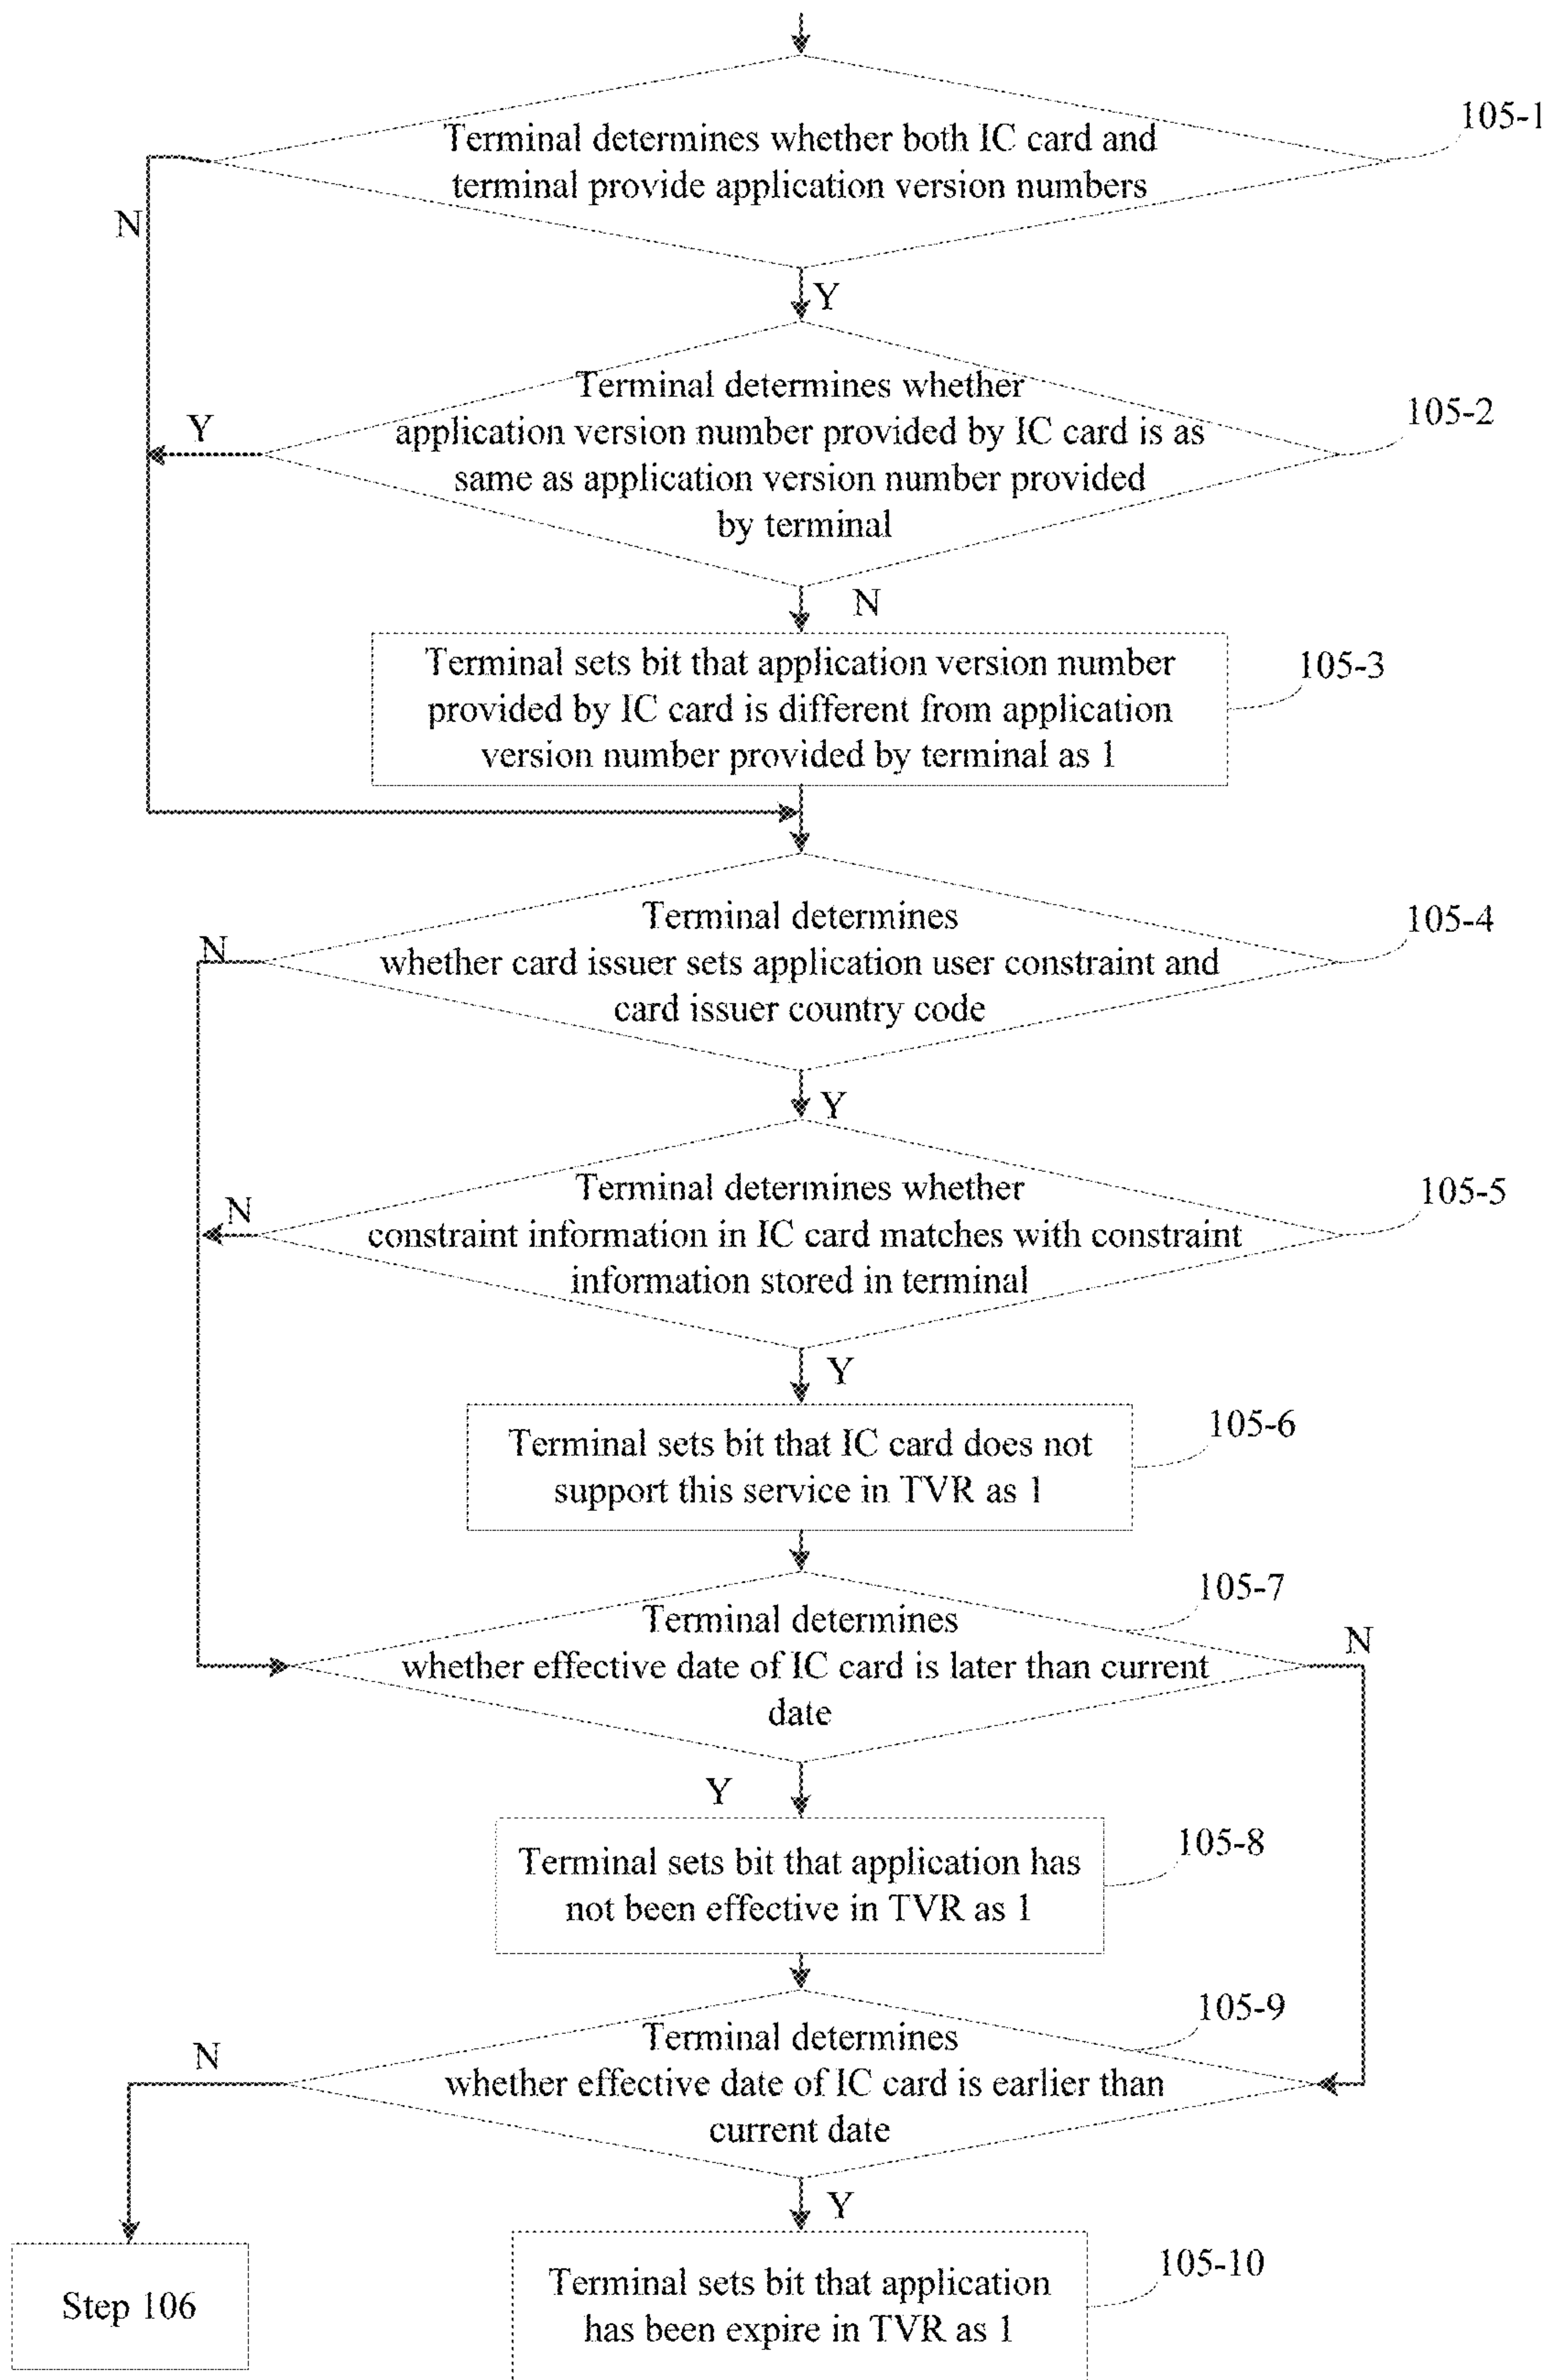 Terminal determines whether both IC card and
terminal provide application version numbers
105-1
N
Y
Terminal determines whether
application version number provided by IC card is as
same as application version number provided
by terminal
105-2
Y
N
Terminal sets bit that application version number
provided by IC card is different from application
version number provided by terminal as 1
105-3
Terminal determines
whether card issuer sets application user constraint and
card issuer country code
105-4
N
Y
Terminal determines whether
constraint information in IC card matches with constraint
information stored in terminal
105-5
N
Y
Terminal sets bit that IC card does not
support this service in TVR as 1
105-6
Terminal determines
whether effective date of IC card is later than current
date
105-7
N
Y
Terminal sets bit that application has
not been effective in TVR as 1
105-8
Terminal determines
whether effective date of IC card is earlier than
current date
105-9
N
Y
Step 106
Terminal sets bit that application
has been expire in TVR as 1
105-10